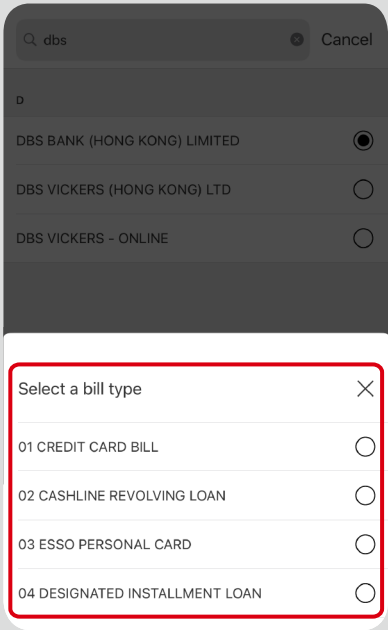 dbs
Cancel
D
DBS BANK (HONG KONG) LIMITED
DBS VICKERS (HONG KONG) LTD
DBS VICKERS - ONLINE
Select a bill type
01 CREDIT CARD BILL
02 CASHLINE REVOLVING LOAN
03 ESSO PERSONAL CARD
04 DESIGNATED INSTALLMENT LOAN